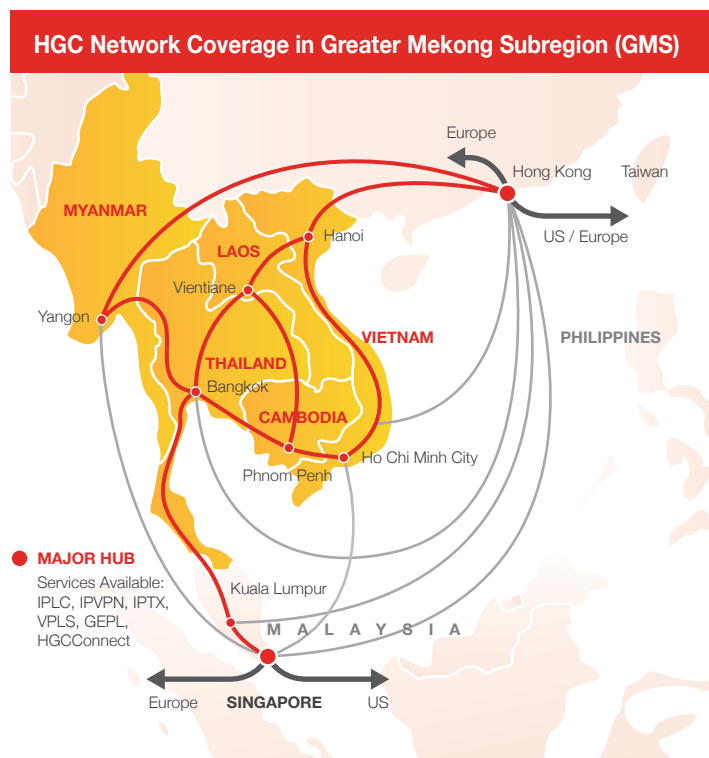 HGC Network Coverage in Greater Mekong Subregion (GMS)
Europe
Hong Kong
Taiwan
US / Europe
MYANMAR
Hanoi
LAOS
Vientiane
Yangon
VIETNAM
PHILIPPINES
THAILAND
Bangkok
CAMBODIA
Ho Chi Minh City
Phnom Penh
MAJOR HUB
Services Available:
IPLC, IPVPN, IPTX,
VPLS, GEPL,
HGCConnect
Kuala Lumpur
MALAYSIA
Europe
SINGAPORE
US